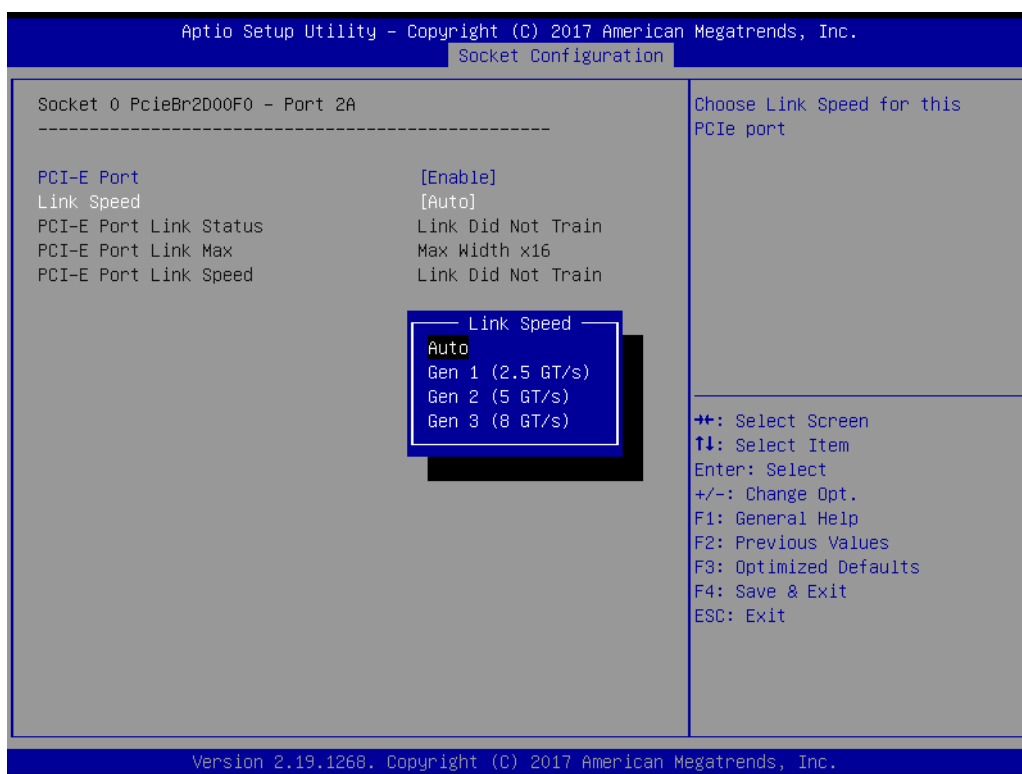 Aptio Setup Utility – Copyright (C) 2017 American Megatrends, Inc.
Socket Configuration
Socket 0 PcieBr2D00F0 – Port 2A
--------------------------------------------------
PCI-E Port [Enable]
Link Speed [Auto]
PCI-E Port Link Status Link Did Not Train
PCI-E Port Link Max Max Width x16
PCI-E Port Link Speed Link Did Not Train
Link Speed
Auto
Gen 1 (2.5 GT/s)
Gen 2 (5 GT/s)
Gen 3 (8 GT/s)
Choose Link Speed for this
PCIe port
→←: Select Screen
↑↓: Select Item
Enter: Select
+/-: Change Opt.
F1: General Help
F2: Previous Values
F3: Optimized Defaults
F4: Save & Exit
ESC: Exit
Version 2.19.1268. Copyright (C) 2017 American Megatrends, Inc.